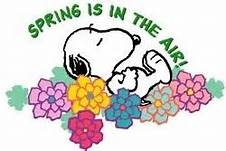 SPRING IS IN THE AIR!